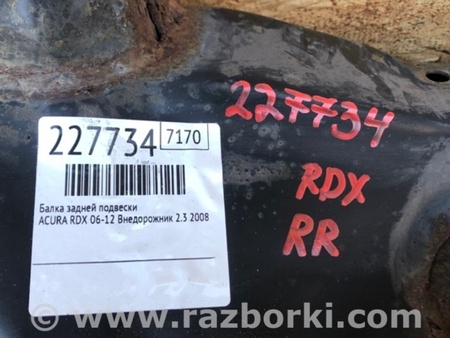 227734 7170
Балка задней подвески
ACURA RDX 06-12 Внедорожник 2.3 2008
227734
RDX
RR
www.razborki.com